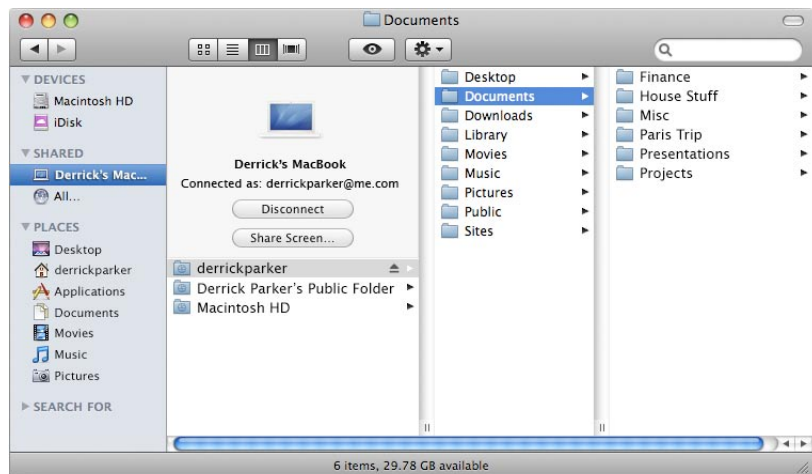 Documents
DEVICES
Macintosh HD
iDisk
SHARED
Derrick's Mac...
All...
PLACES
Desktop
derrickparker
Applications
Documents
Movies
Music
Pictures
SEARCH FOR
Derrick's MacBook
Connected as: derrickparker@me.com
Disconnect
Share Screen...
derrickparker
Derrick Parker's Public Folder
Macintosh HD
Desktop
Documents
Downloads
Library
Movies
Music
Pictures
Public
Sites
Finance
House Stuff
Misc
Paris Trip
Presentations
Projects
6 items, 29.78 GB available